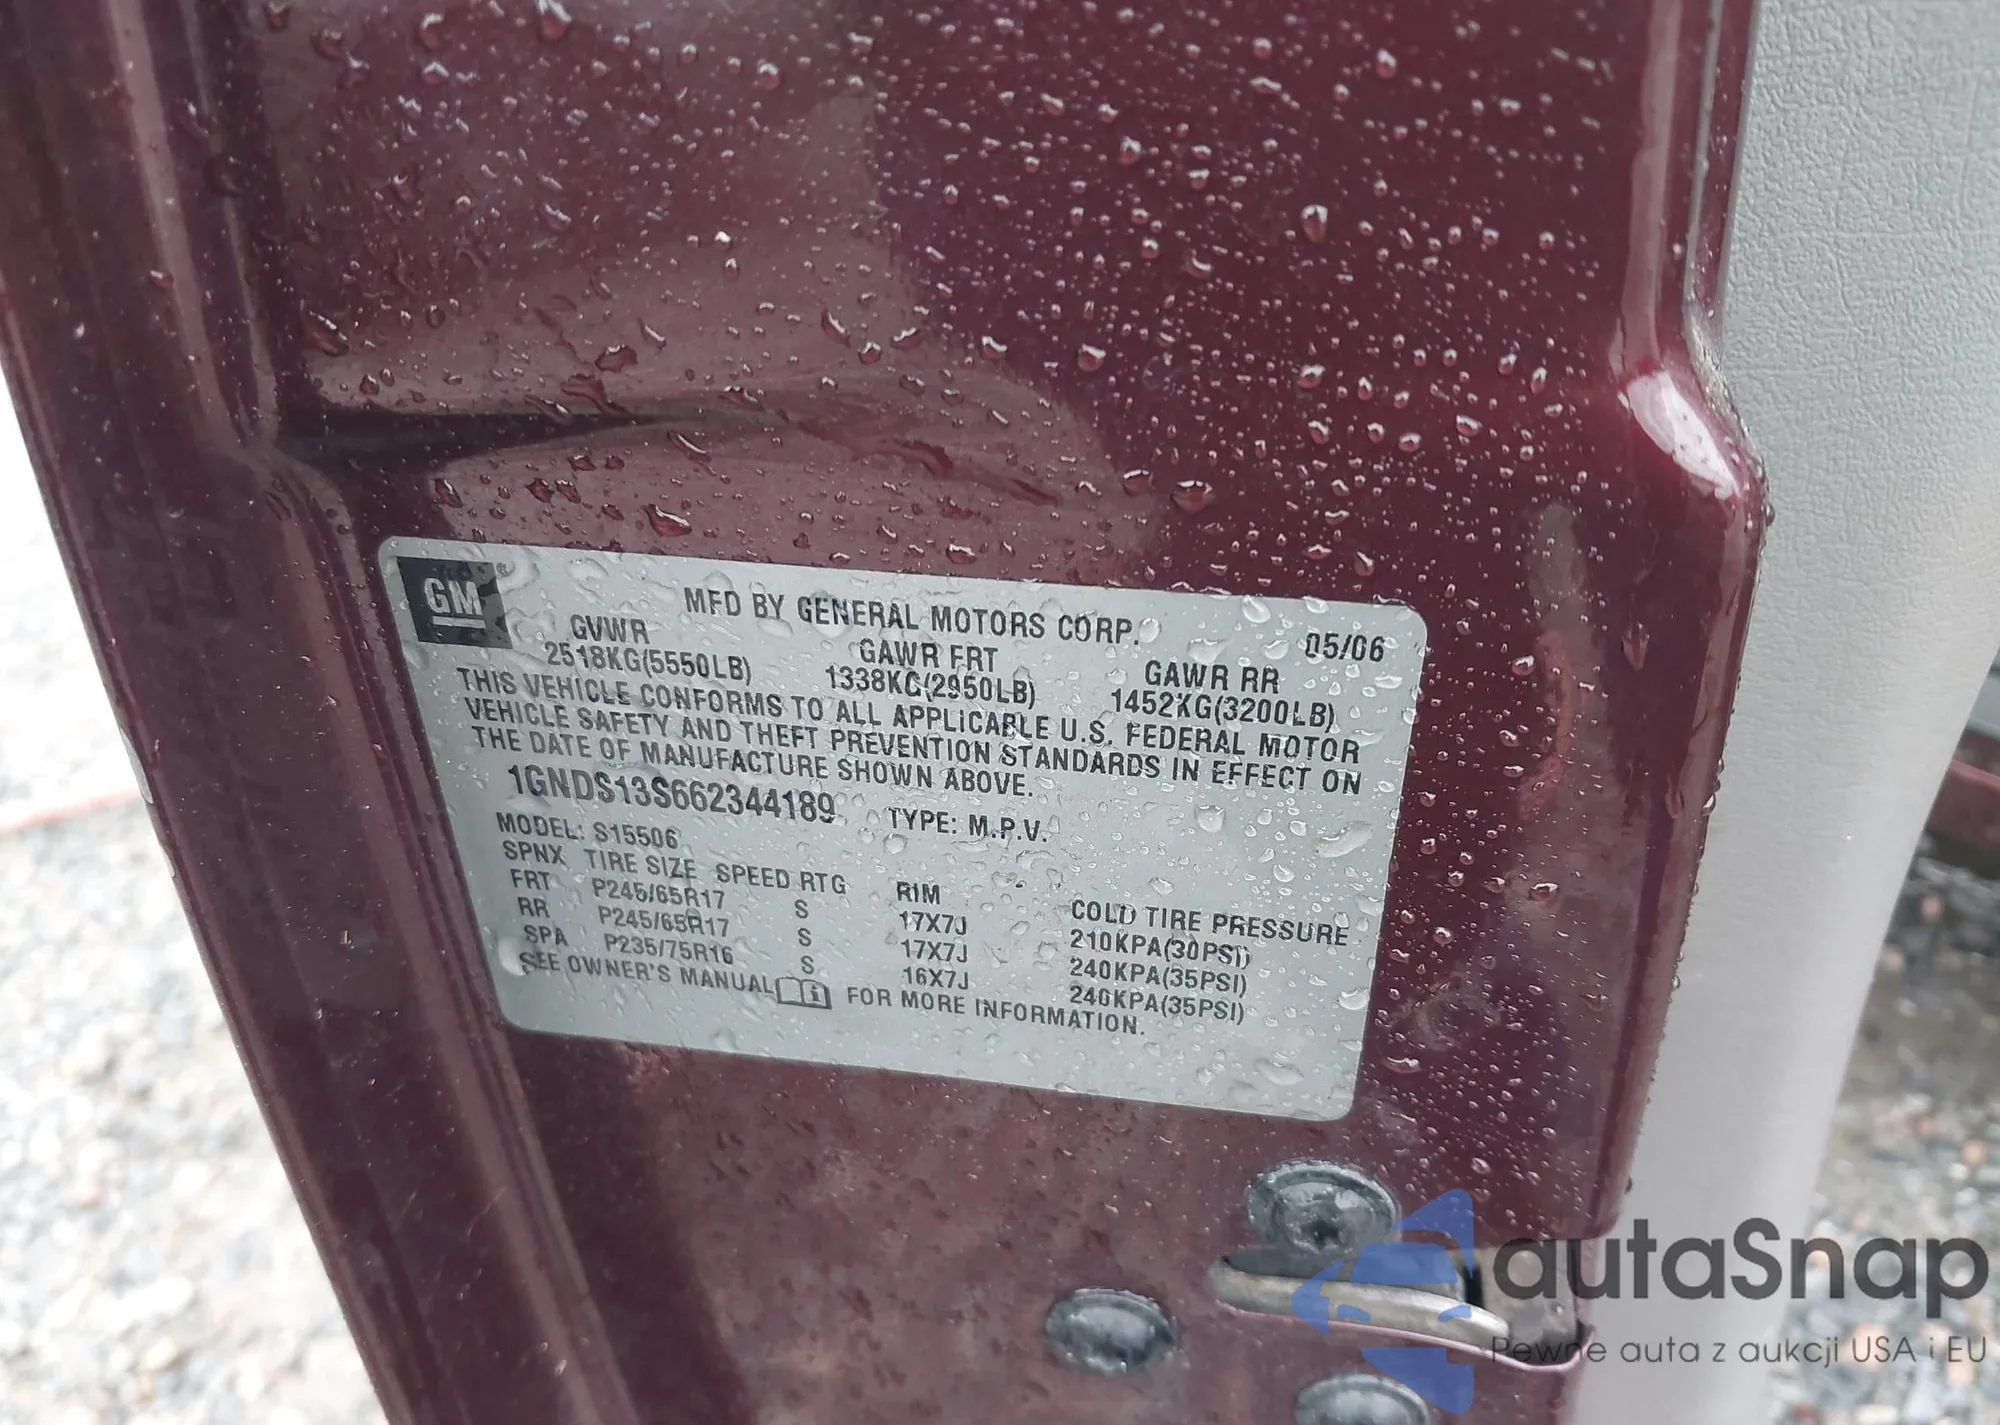 GM
MFD BY GENERAL MOTORS CORP.
05/06
GVWR GAWR FRT GAWR RR
2518KG(5550LB) 1338KG(2950LB) 1452KG(3200LB)
THIS VEHICLE CONFORMS TO ALL APPLICABLE U.S. FEDERAL MOTOR
VEHICLE SAFETY AND THEFT PREVENTION STANDARDS IN EFFECT ON
THE DATE OF MANUFACTURE SHOWN ABOVE.
1GNDS13S662344189 TYPE: M.P.V.
MODEL: S15506
SPNX TIRE SIZE SPEED RTG RIM COLD TIRE PRESSURE
FRT P245/65R17 S 17X7J 210KPA(30PSI)
RR P245/65R17 S 17X7J 240KPA(35PSI)
SPA P235/75R16 S 16X7J 240KPA(35PSI)
SEE OWNER'S MANUAL FOR MORE INFORMATION.
autaSnap
Pewne auta z aukcji USA i EU